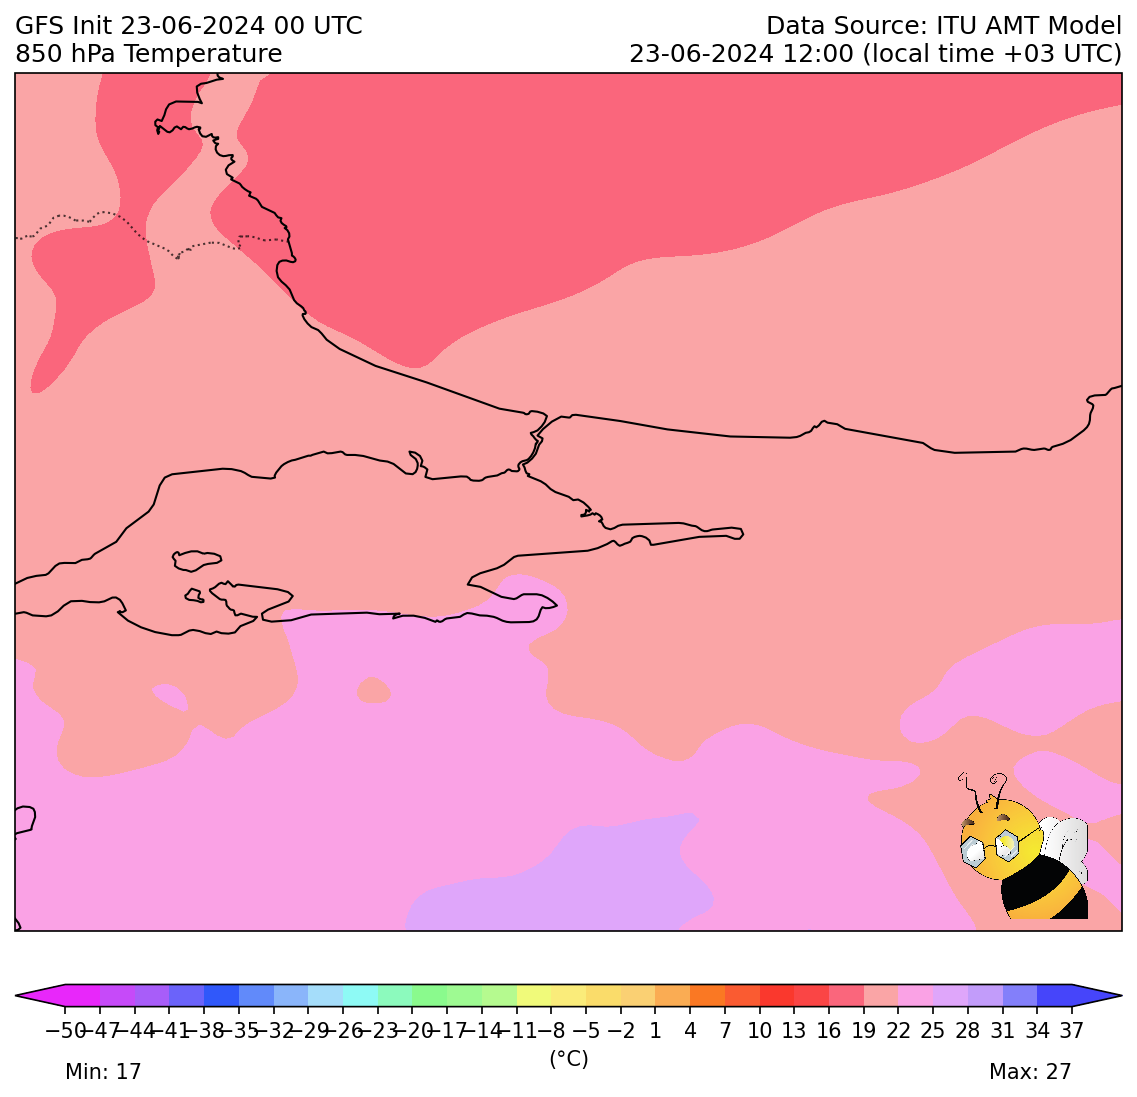 GFS Init 23-06-2024 00 UTC
850 hPa Temperature
Data Source: ITU AMT Model
23-06-2024 12:00 (local time +03 UTC)
−50 −47 −44 −41 −38 −35 −32 −29 −26 −23 −20 −17 −14 −11 −8 −5 −2 1 4 7 10 13 16 19 22 25 28 31 34 37
(°C)
Min: 17
Max: 27